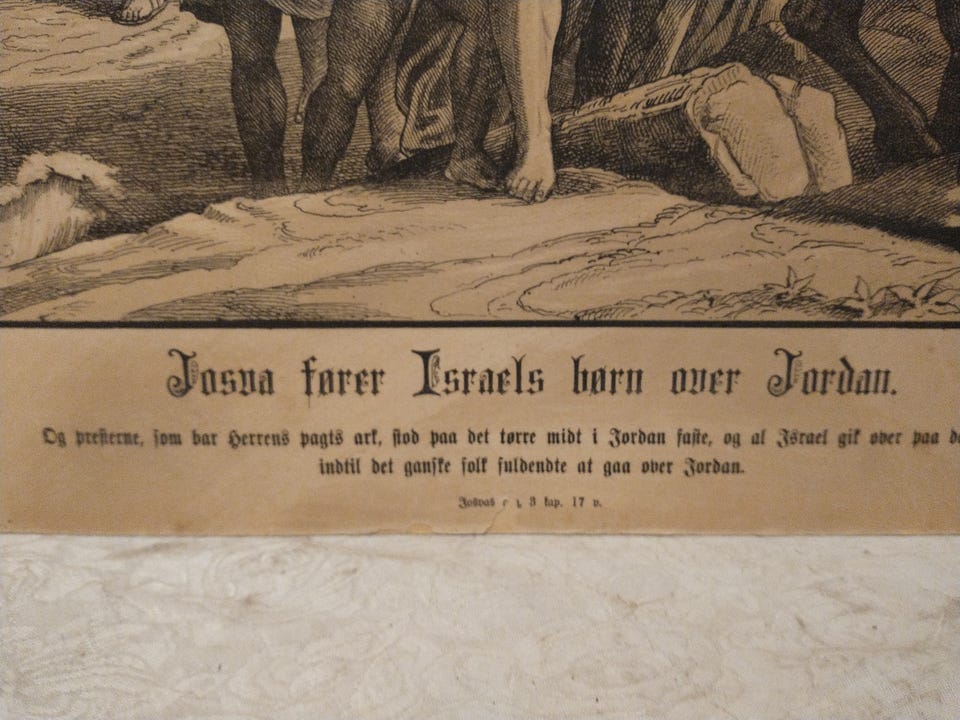 Josva fører Israels børn over Jordan.
Og presterne, som bar Herrens pagts ark, stod paa det tørre midt i Jordan faste, og al Israel gik over paa
indtil det ganske folk fuldendte at gaa over Jordan.
Josvas 3 kap. 17 v.